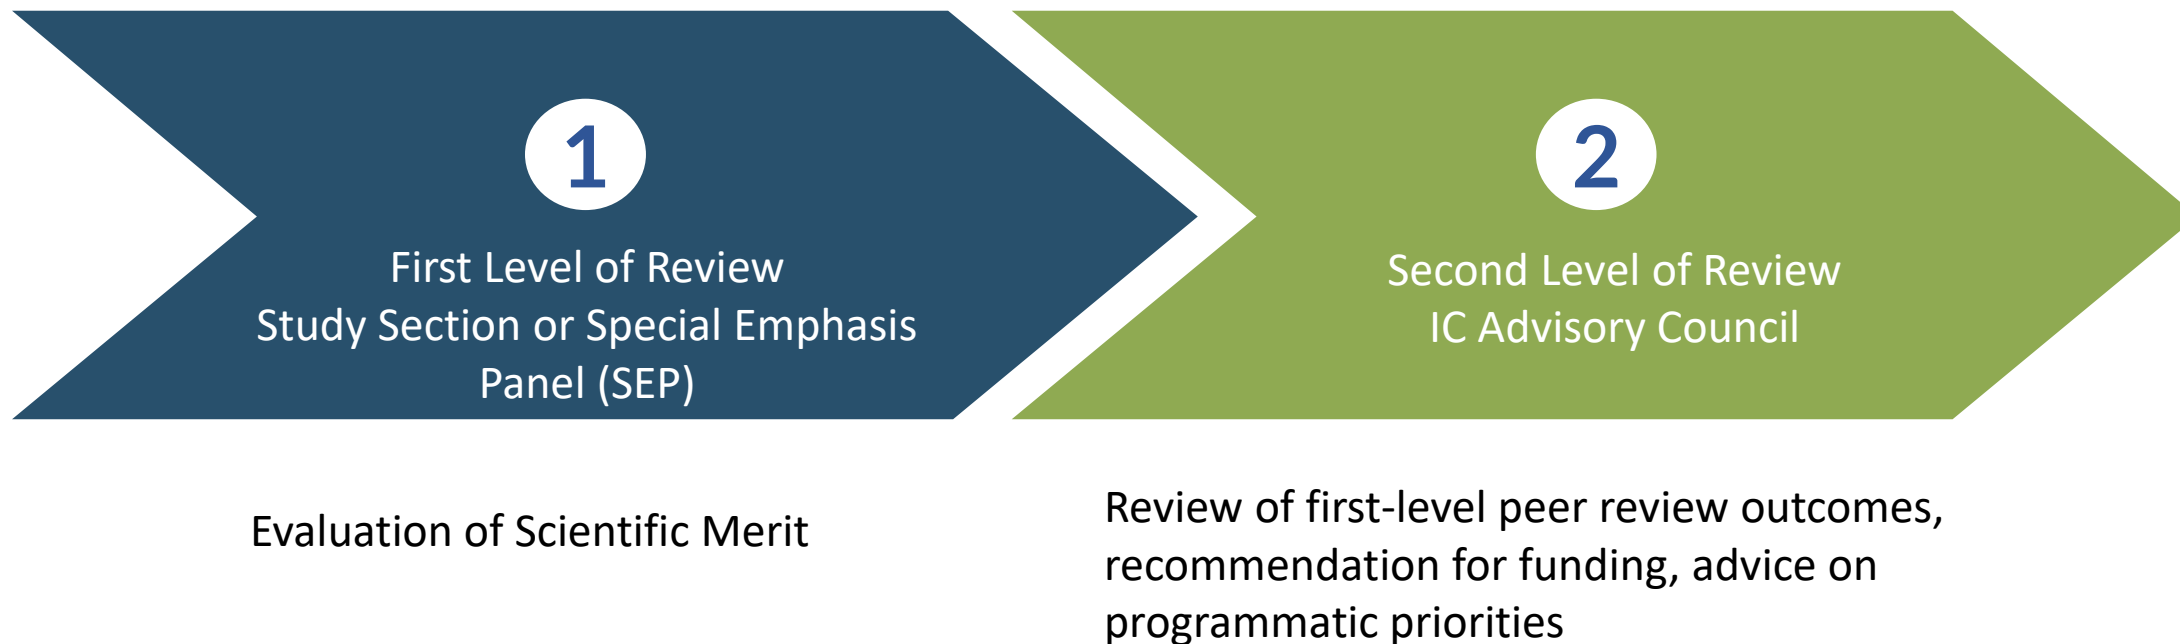 1
First Level of Review
Study Section or Special Emphasis
Panel (SEP)
Evaluation of Scientific Merit
2
Second Level of Review
IC Advisory Council
Review of first-level peer review outcomes,
recommendation for funding, advice on
programmatic priorities